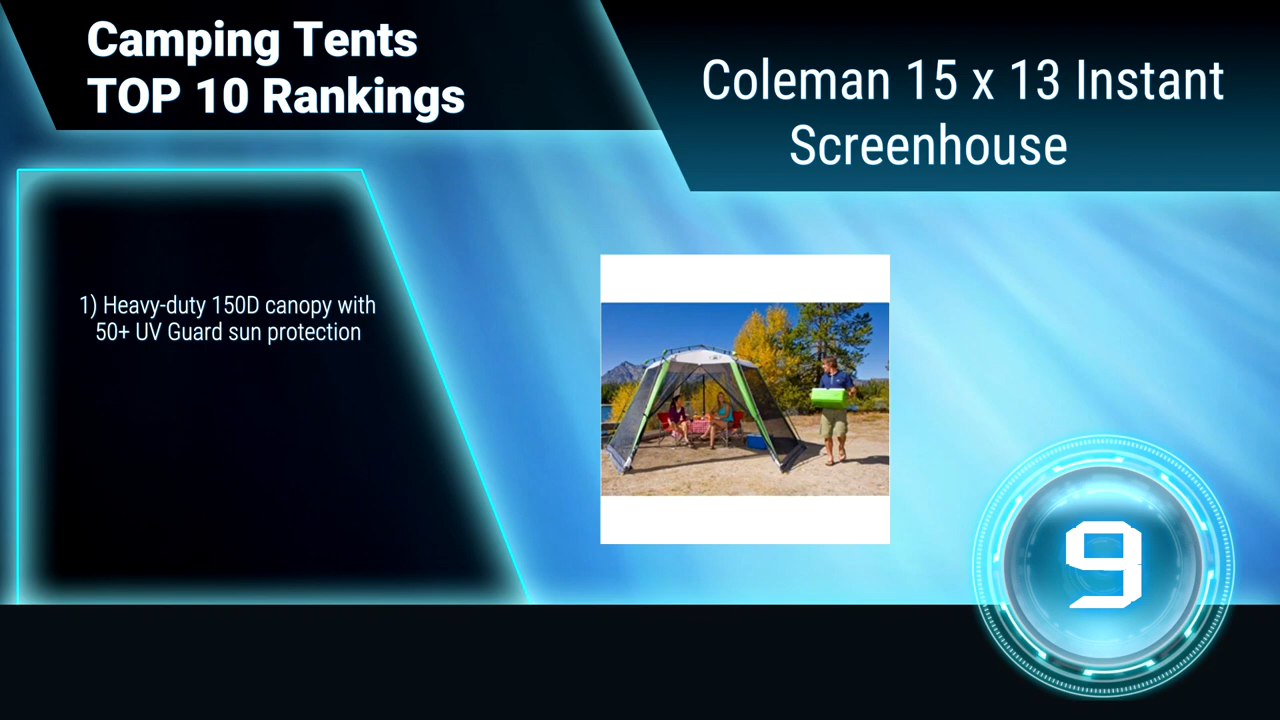 Camping Tents
TOP 10 Rankings
Coleman 15 x 13 Instant
Screenhouse
1) Heavy-duty 150D canopy with
50+ UV Guard sun protection
9